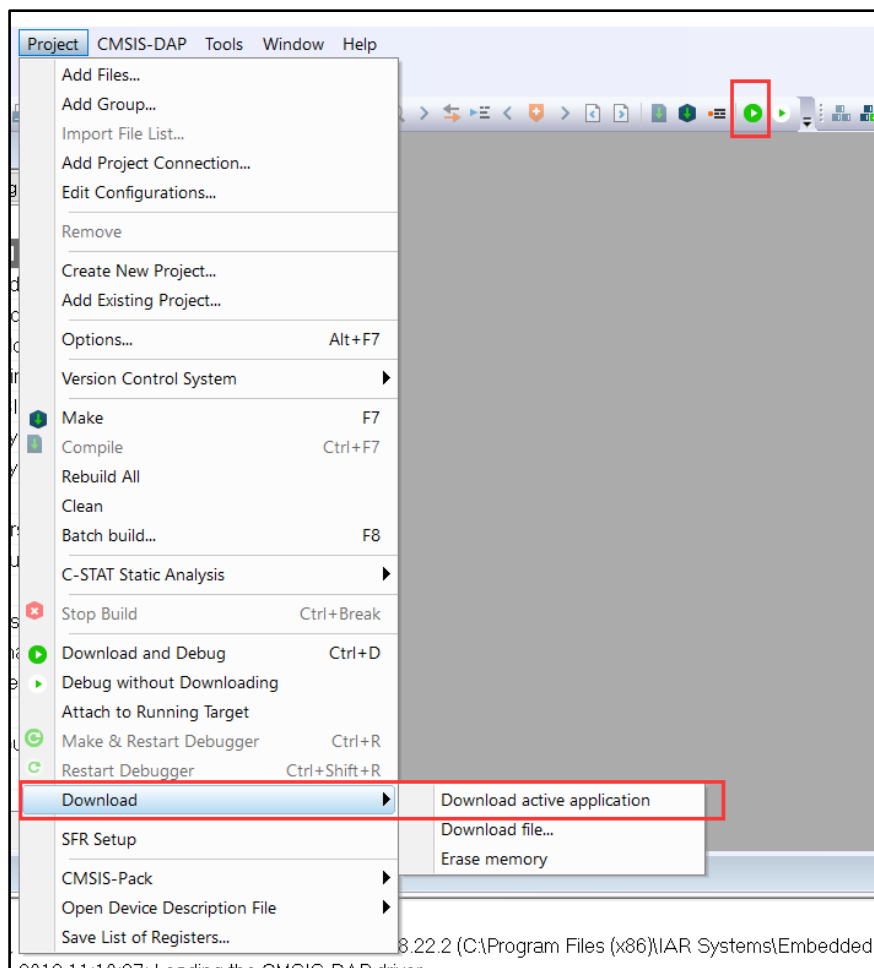 Project CMSIS-DAP Tools Window Help
Add Files...
Add Group...
Import File List...
Add Project Connection...
Edit Configurations...
Remove
Create New Project...
Add Existing Project...
Options... Alt+F7
Version Control System
Make F7
Compile Ctrl+F7
Rebuild All
Clean
Batch build... F8
C-STAT Static Analysis
Stop Build Ctrl+Break
Download and Debug Ctrl+D
Debug without Downloading
Attach to Running Target
Make & Restart Debugger Ctrl+R
Restart Debugger Ctrl+Shift+R
Download
Download active application
Download file...
Erase memory
SFR Setup
CMSIS-Pack
Open Device Description File
Save List of Registers...
8.22.2 (C:\Program Files (x86)\IAR Systems\Embedded
Loading the CMSIS-DAP driver